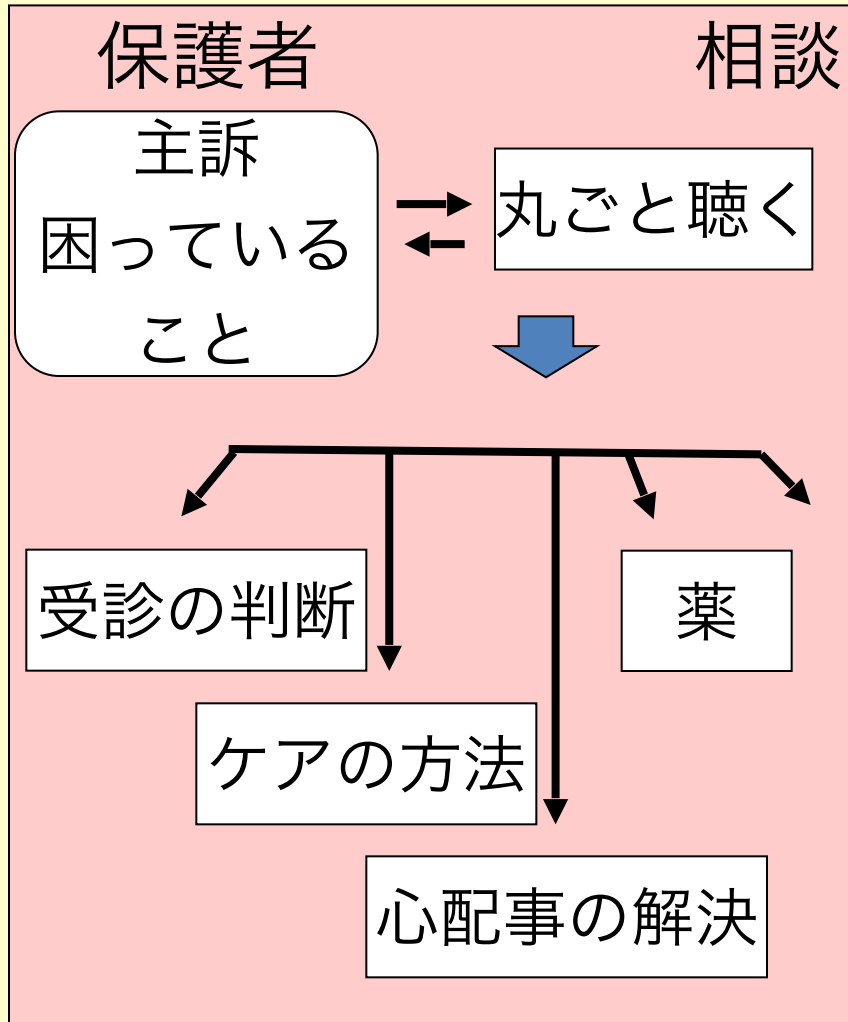 保護者
相談
主訴
困っている
こと
丸ごと聴く
受診の判断
薬
ケアの方法
心配事の解決